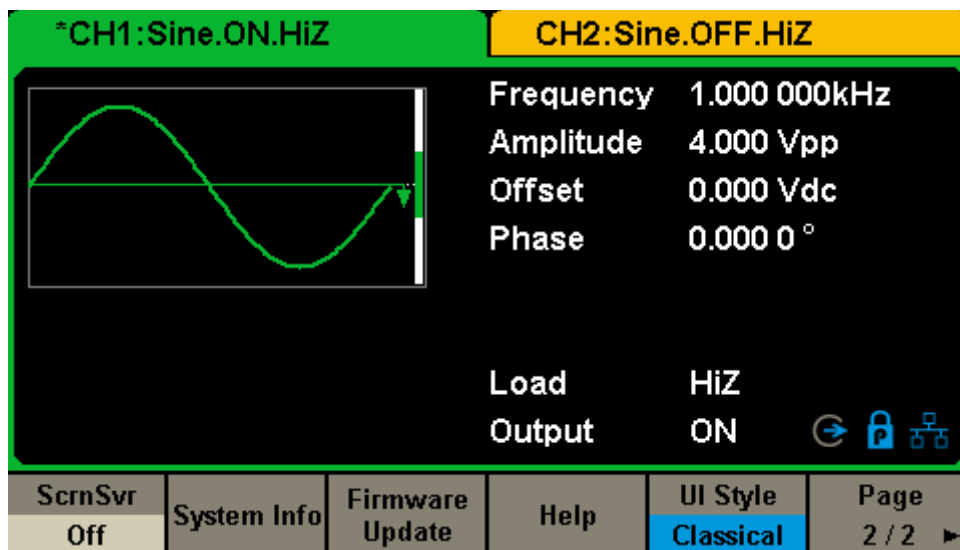 *CH1:Sine.ON.HiZ CH2:Sine.OFF.HiZ
Frequency 1.000 000kHz
Amplitude 4.000 Vpp
Offset 0.000 Vdc
Phase 0.000 0 °
Load HiZ
Output ON
P
ScrnSvr
Off
System Info
Firmware
Update
Help
UI Style
Classical
Page
2 / 2 ►